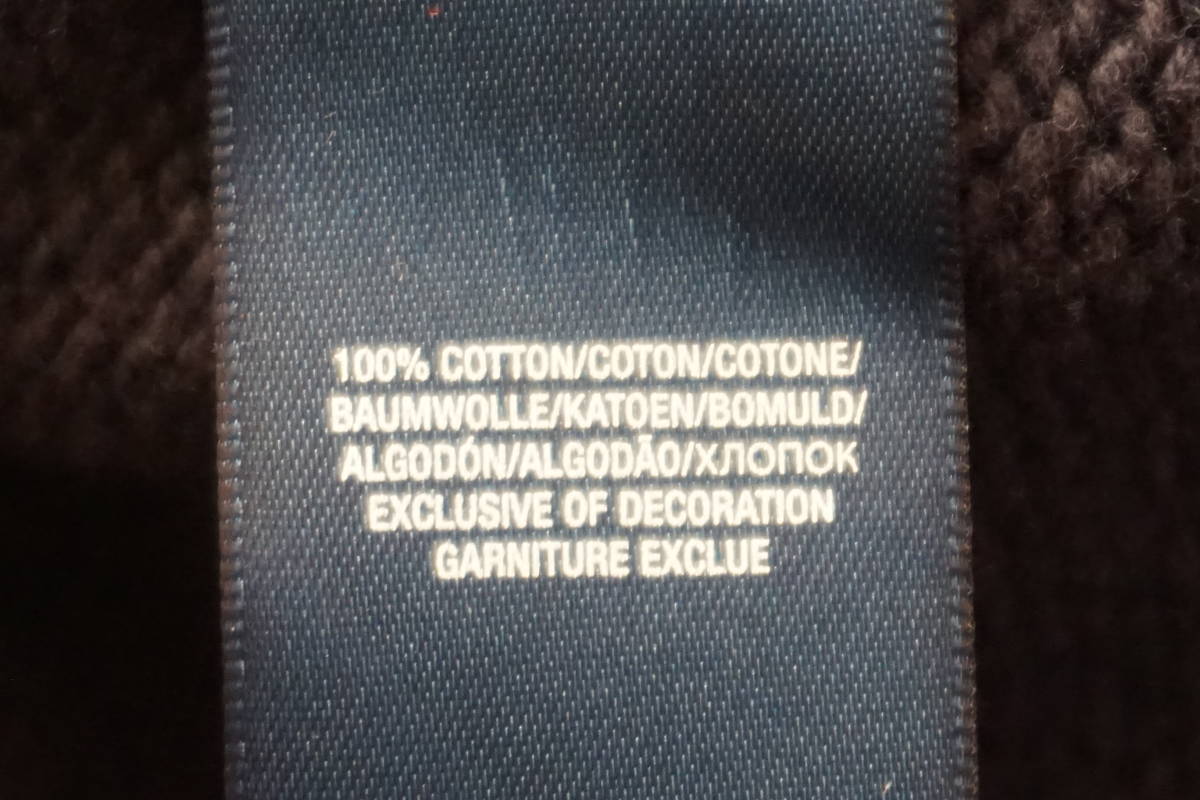 100% COTTON/COTON/COTONE/
BAUMWOLLE/KATOEN/BOMULD/
ALGODÓN/ALGODÃO/ХЛОПОК
EXCLUSIVE OF DECORATION
GARNITURE EXCLUE